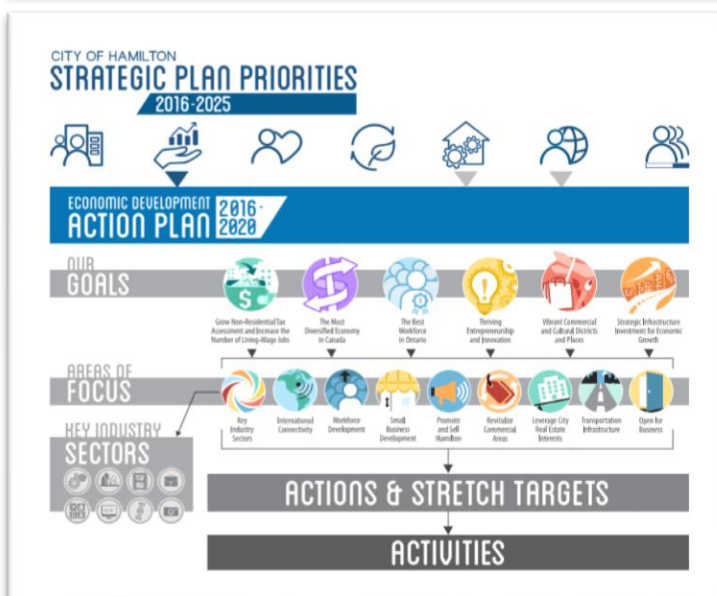 CITY OF HAMILTON
STRATEGIC PLAN PRIORITIES
2016-2025
ECONOMIC DEVELOPMENT
ACTION PLAN
2016-
2020
OUR
GOALS
Grow Non-Residential Tax
Assessment and Increase the
Number of Living-Wage Jobs
The Most
Diversified Economy
in Canada
The Best
Workforce
in Ontario
Thriving
Entrepreneurship
and Innovation
Vibrant Commercial
and Cultural Districts
and Places
Strategic Infrastructure
Investment for Economic
Growth
AREAS OF
FOCUS
Key
Industry
Sectors
International
Connectivity
Workforce
Development
Small
Business
Development
Promote
and Sell
Hamilton
Revitalize
Commercial
Areas
Leverage City
Real Estate
Interests
Transportation
Infrastructure
Open for
Business
KEY INDUSTRY
SECTORS
ACTIONS & STRETCH TARGETS
ACTIVITIES